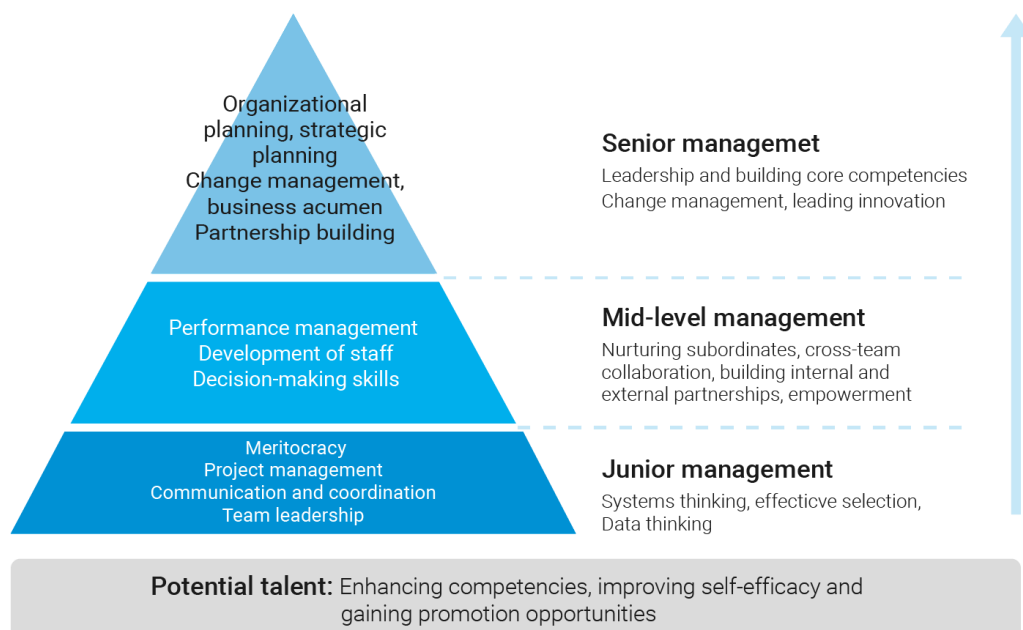 Organizational
planning, strategic
planning
Change management,
business acumen
Partnership building
Senior managemet
Leadership and building core competencies
Change management, leading innovation
Performance management
Development of staff
Decision-making skills
Mid-level management
Nurturing subordinates, cross-team
collaboration, building internal and
external partnerships, empowerment
Meritocracy
Project management
Communication and coordination
Team leadership
Junior management
Systems thinking, effecticve selection,
Data thinking
Potential talent: Enhancing competencies, improving self-efficacy and
gaining promotion opportunities